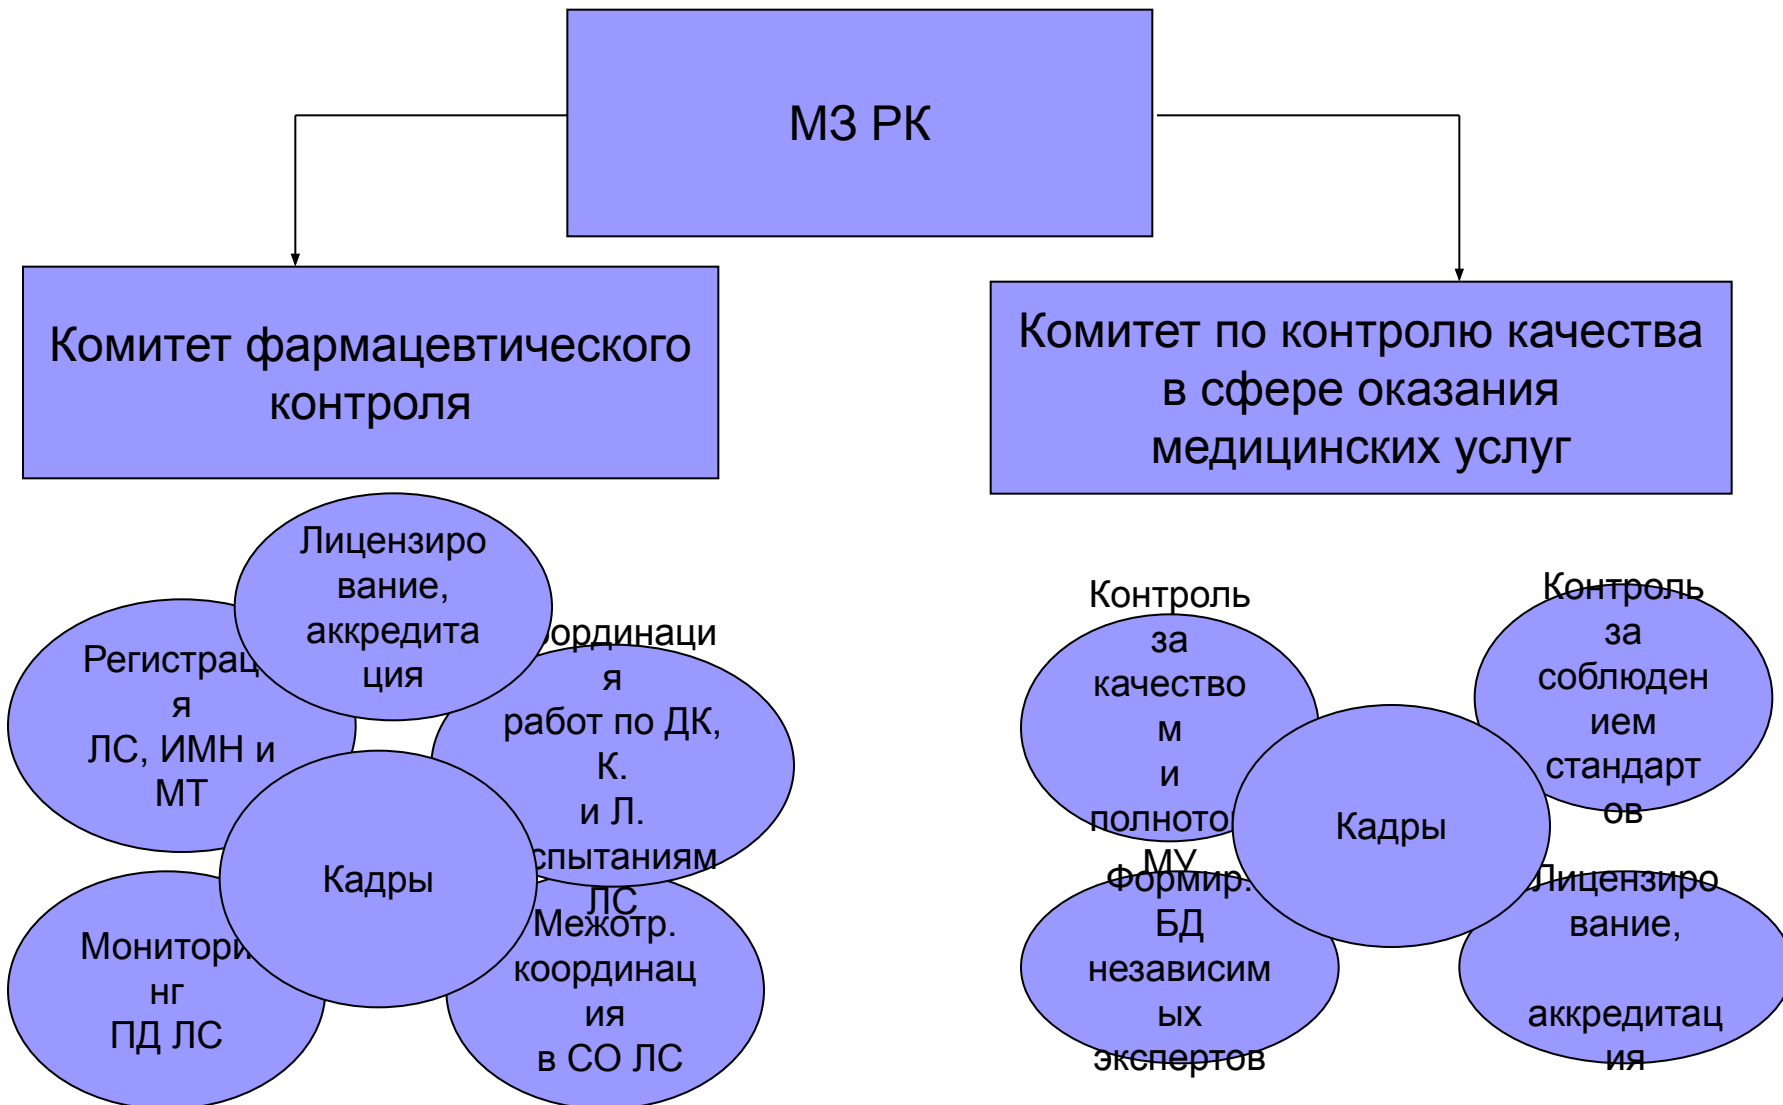 МЗ РК
Комитет фармацевтического
контроля
Комитет по контролю качества
в сфере оказания
медицинских услуг
Лицензиро
вание,
аккредита
ция
Регистрац
я
ЛС, ИМН и
МТ
ординаци
я
работ по ДК,
К.
и Л.
спытаниям
ЛС
Кадры
Монитори
нг
ПД ЛС
Межотр.
координац
ия
в СО ЛС
Контроль
за
качество
м
и
полното
МУ
Контроль
за
соблюден
ием
стандарт
ов
Кадры
Формир.
БД
независим
ых
экспертов
Лицензиро
вание,
аккредитац
ия